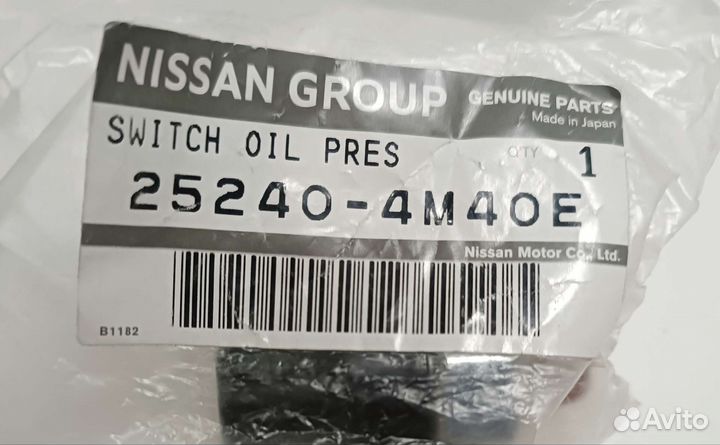 NISSAN GROUP GENUINE PARTS
Made in Japan
SWITCH OIL PRES QTY 1
25240-4M40E
Nissan Motor Co., Ltd.
B1182
Avito